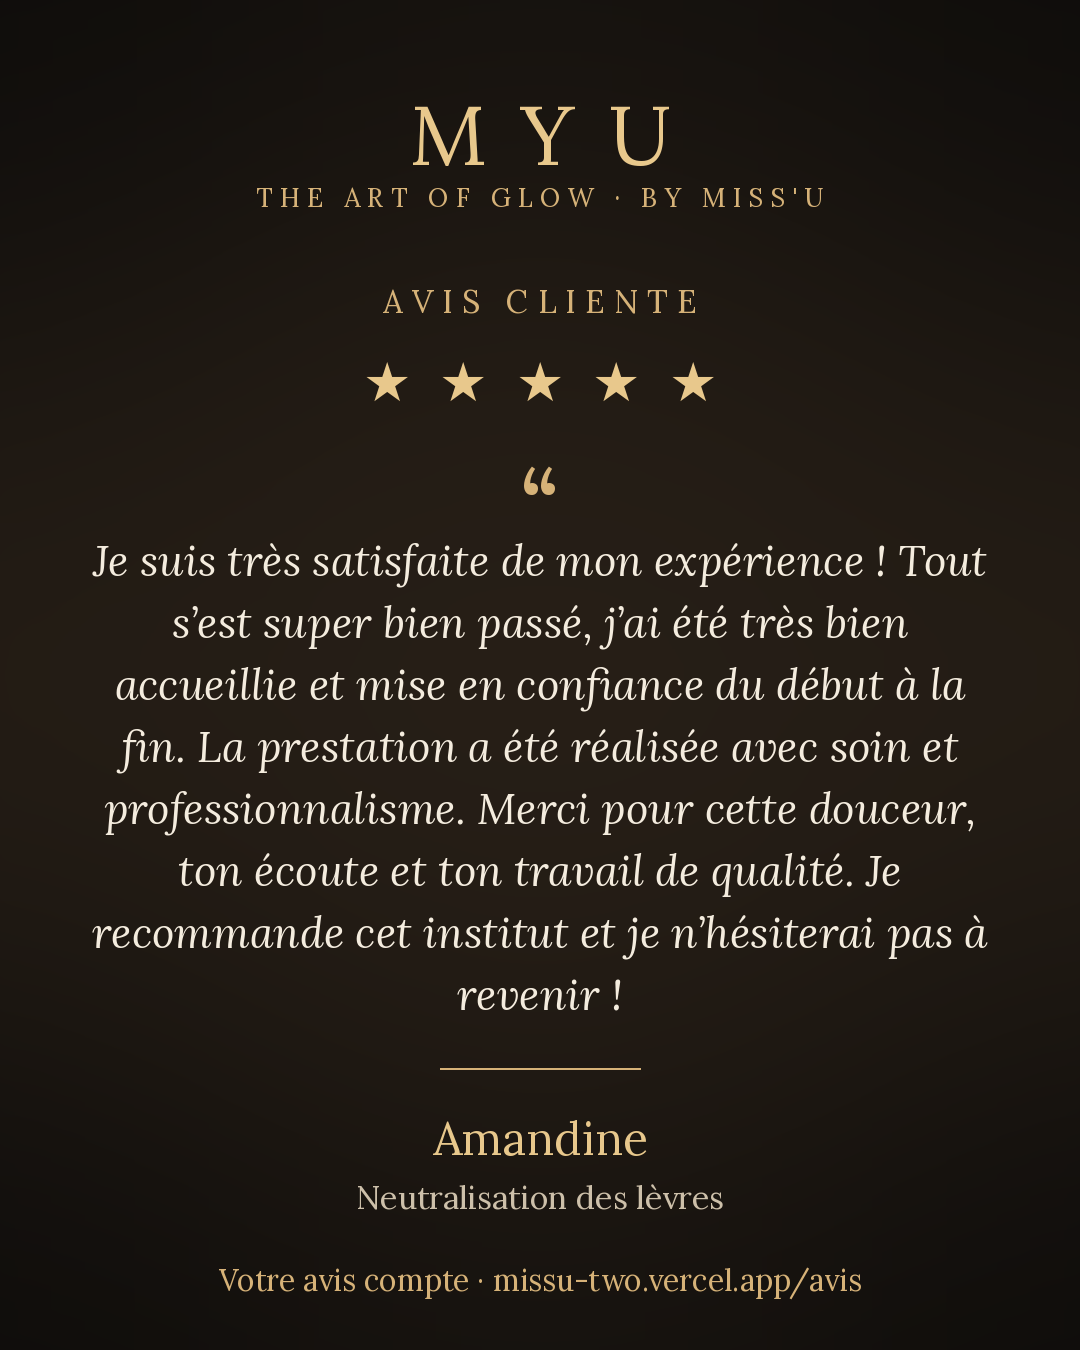 MYU
THE ART OF GLOW · BY MISS'U
AVIS CLIENTE
★ ★ ★ ★ ★
“
Je suis très satisfaite de mon expérience ! Tout
s’est super bien passé, j’ai été très bien
accueillie et mise en confiance du début à la
fin. La prestation a été réalisée avec soin et
professionnalisme. Merci pour cette douceur,
ton écoute et ton travail de qualité. Je
recommande cet institut et je n’hésiterai pas à
revenir !
Amandine
Neutralisation des lèvres
Votre avis compte · missu-two.vercel.app/avis